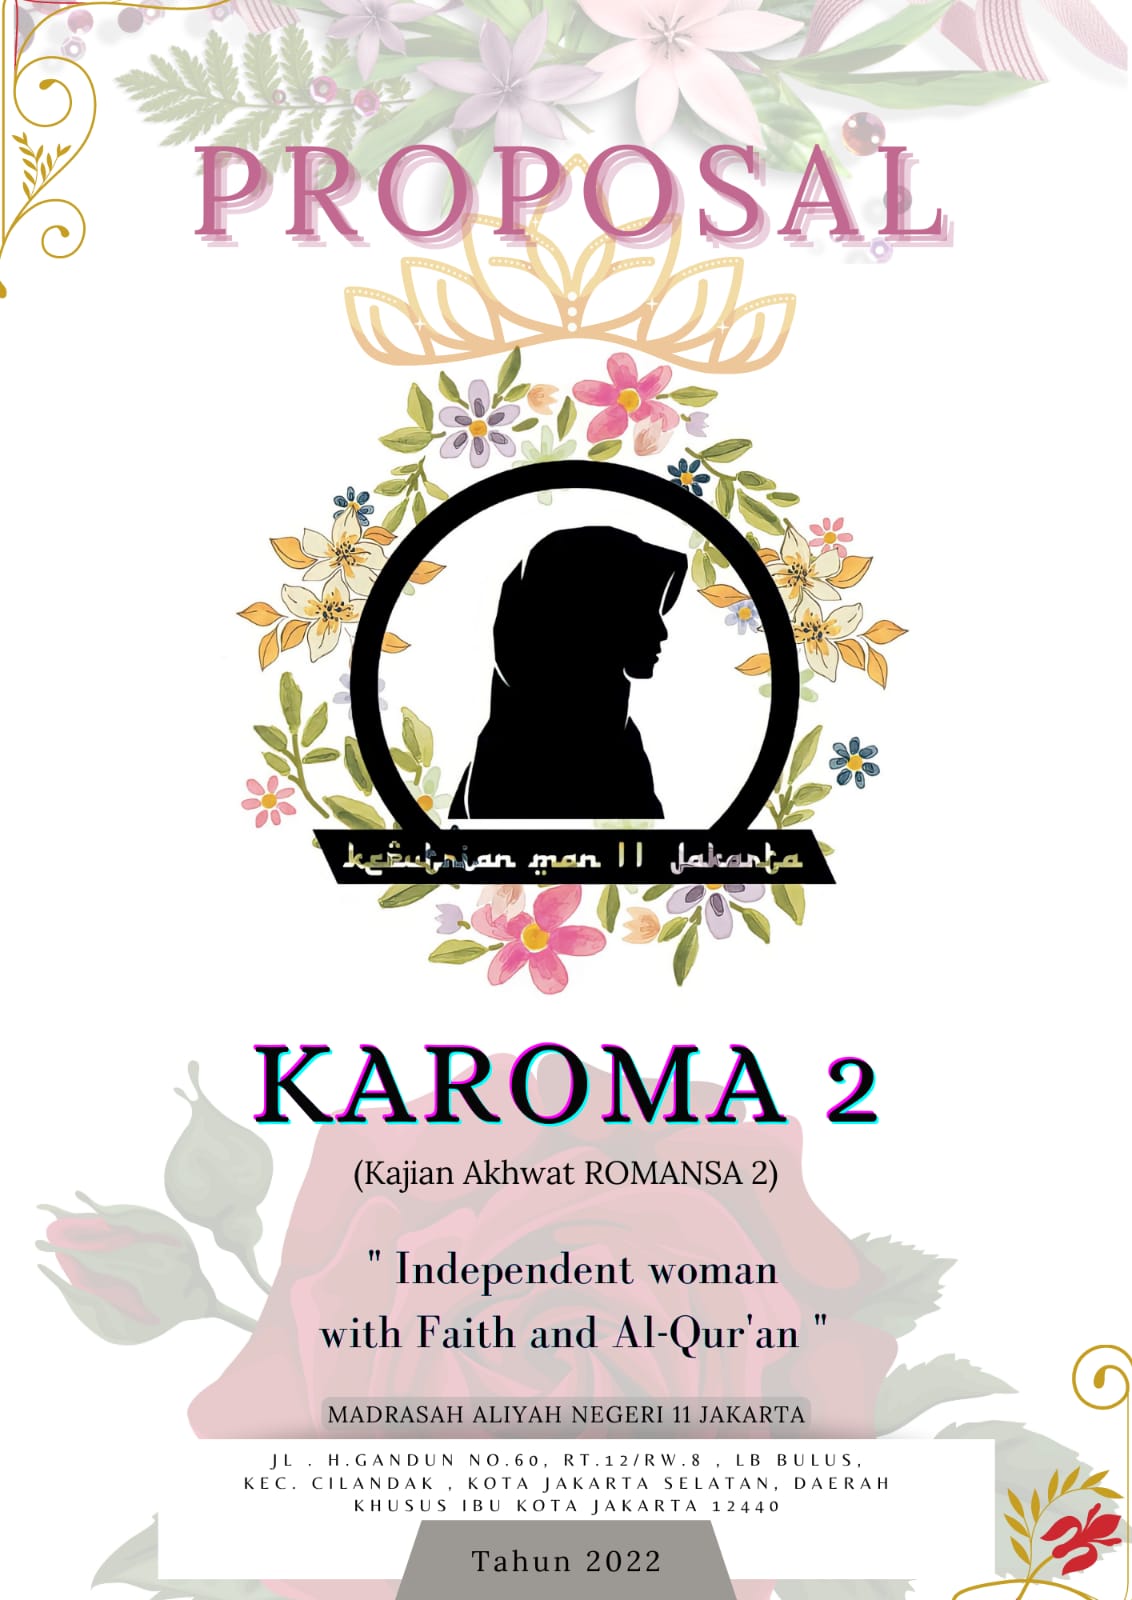 PROPOSAL
keputrian man 11 Jakarta
KAROMA 2
(Kajian Akhwat ROMANSA 2)
" Independent woman
with Faith and Al-Qur'an "
MADRASAH ALIYAH NEGERI 11 JAKARTA
JL . H.GANDUN NO.60, RT.12/RW.8 , LB BULUS,
KEC. CILANDAK , KOTA JAKARTA SELATAN, DAERAH
KHUSUS IBU KOTA JAKARTA 12440
Tahun 2022